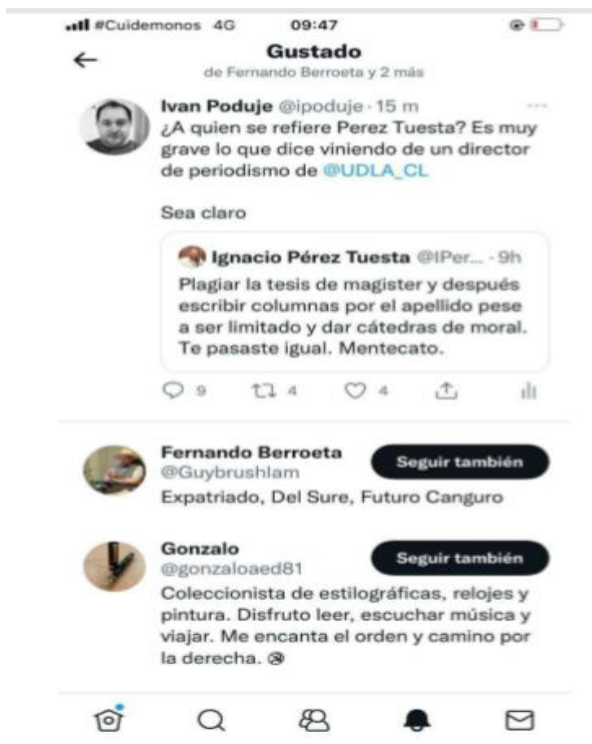 #Cuidemonos 4G 09:47
Gustado
de Fernando Berroeta y 2 más
Ivan Poduje @ipoduje · 15 m
¿A quien se refiere Perez Tuesta? Es muy
grave lo que dice viniendo de un director
de periodismo de @UDLA_CL
Sea claro
Ignacio Pérez Tuesta @IPer... · 9h
Plagiar la tesis de magister y después
escribir columnas por el apellido pese
a ser limitado y dar cátedras de moral.
Te pasaste igual. Mentecato.
9 4 4
Fernando Berroeta
@Guybrushlam
Seguir también
Expatriado, Del Sure, Futuro Canguro
Gonzalo
@gonzaloaed81
Seguir también
Coleccionista de estilográficas, relojes y
pintura. Disfruto leer, escuchar música y
viajar. Me encanta el orden y camino por
la derecha.